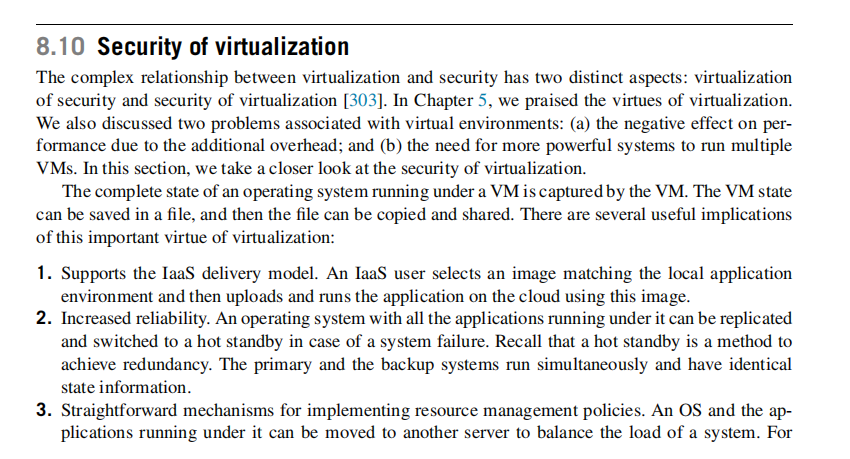 8.10 Security of virtualization
The complex relationship between virtualization and security has two distinct aspects: virtualization
of security and security of virtualization [303]. In Chapter 5, we praised the virtues of virtualization.
We also discussed two problems associated with virtual environments: (a) the negative effect on per-
formance due to the additional overhead; and (b) the need for more powerful systems to run multiple
VMs. In this section, we take a closer look at the security of virtualization.
The complete state of an operating system running under a VM is captured by the VM. The VM state
can be saved in a file, and then the file can be copied and shared. There are several useful implications
of this important virtue of virtualization:
1. Supports the IaaS delivery model. An IaaS user selects an image matching the local application
environment and then uploads and runs the application on the cloud using this image.
2. Increased reliability. An operating system with all the applications running under it can be replicated
and switched to a hot standby in case of a system failure. Recall that a hot standby is a method to
achieve redundancy. The primary and the backup systems run simultaneously and have identical
state information.
3. Straightforward mechanisms for implementing resource management policies. An OS and the ap-
plications running under it can be moved to another server to balance the load of a system. For